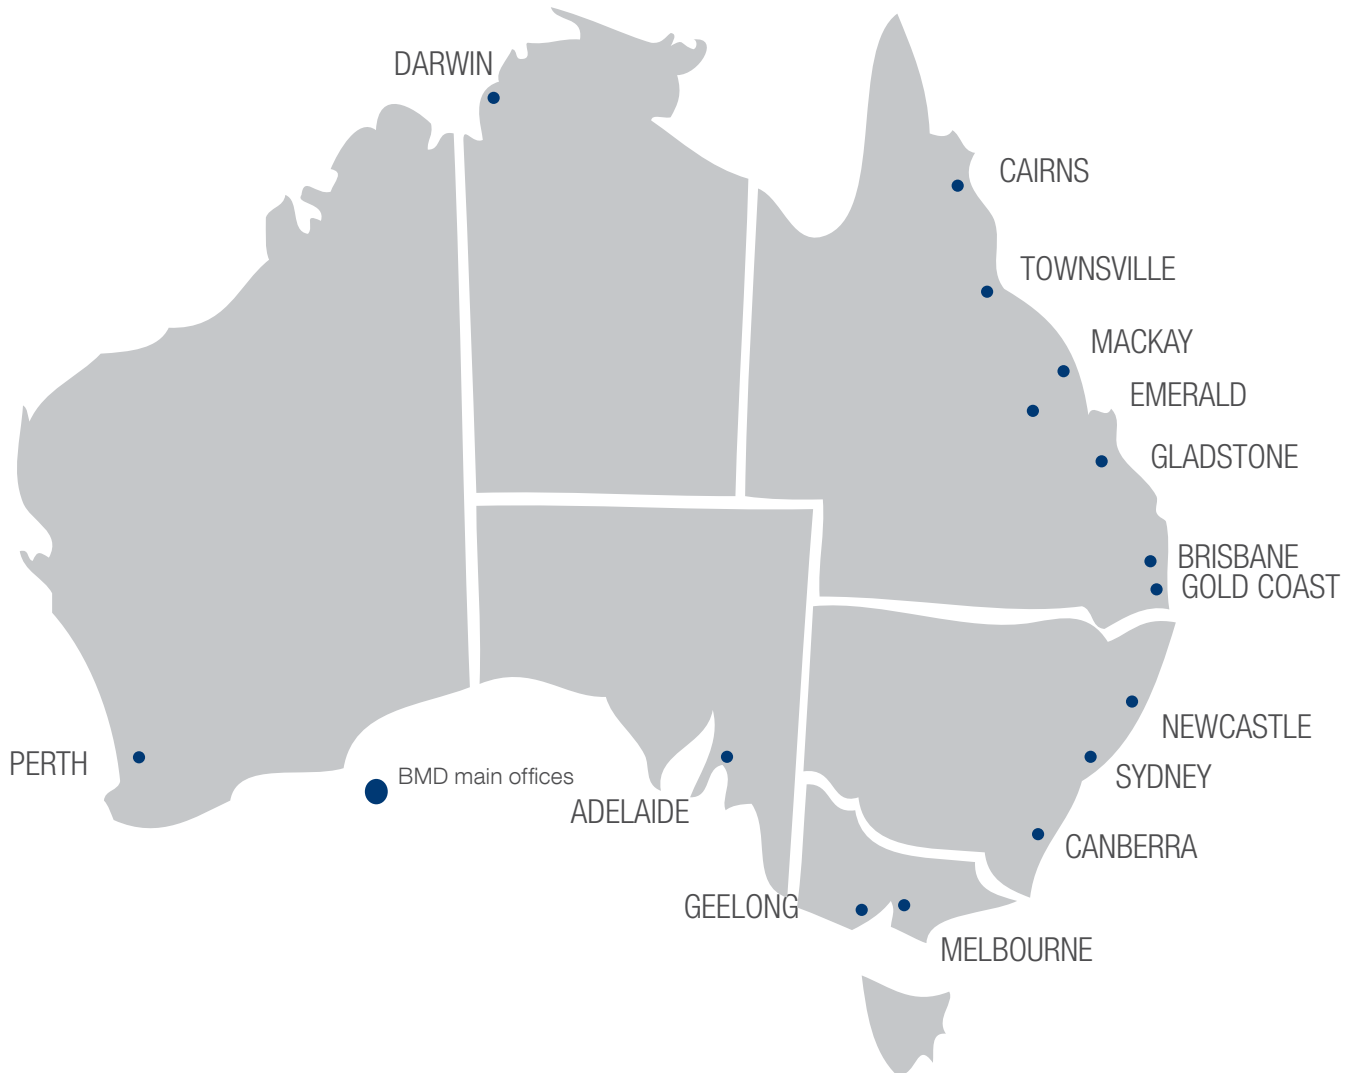 DARWIN
CAIRNS
TOWNSVILLE
MACKAY
EMERALD
GLADSTONE
BRISBANE
GOLD COAST
NEWCASTLE
PERTH
BMD main offices
SYDNEY
ADELAIDE
CANBERRA
GEELONG
MELBOURNE